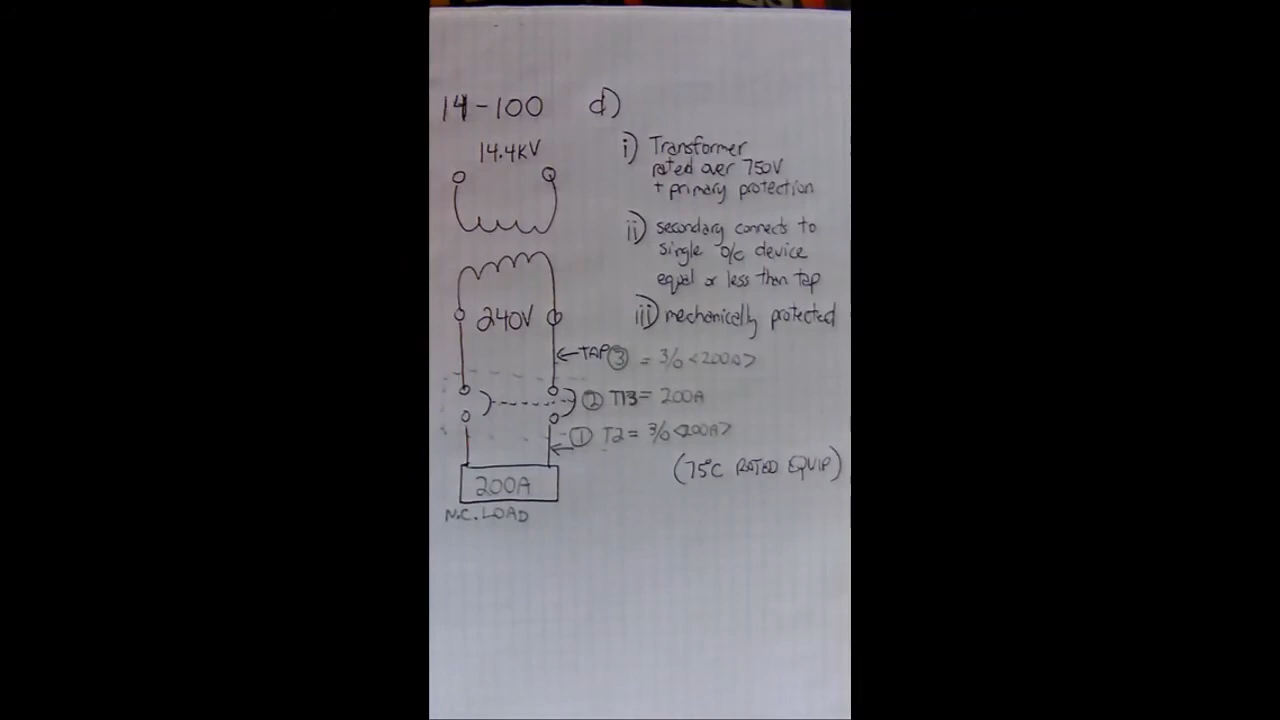 14-100 d)
14.4KV
i) Transformer
rated over 750V
+ primary protection
ii) secondary connects to
single o/c device
equal or less than tap
iii) mechanically protected
240V
←TAP ③ = 3/0 <200A>
② T13 = 200A
① T2 = 3/0 <200A>
(75°C RATED EQUIP)
200A
N.C. LOAD